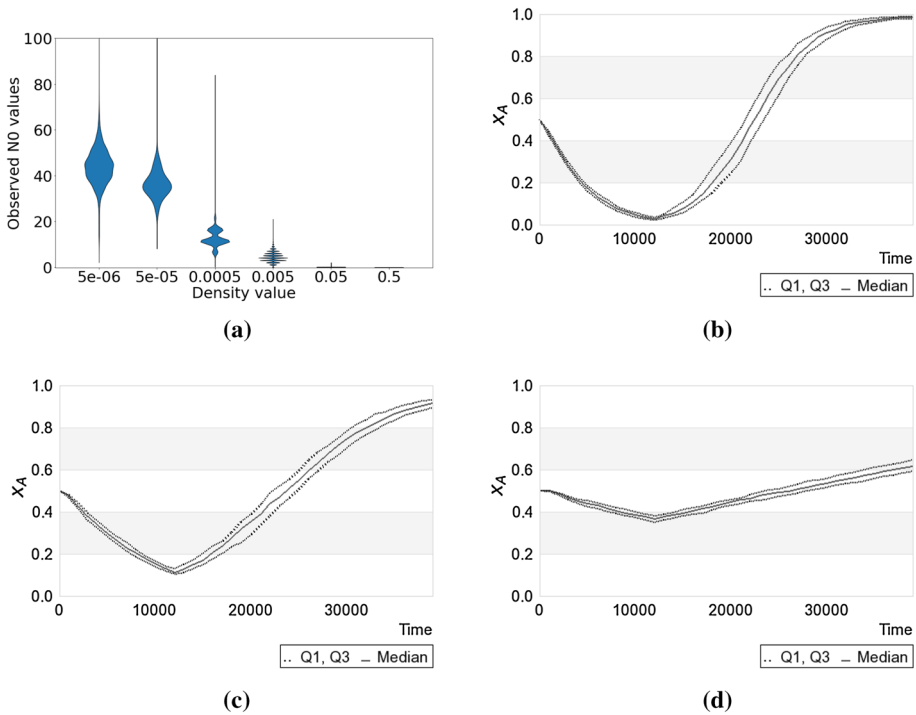 100
80
60
40
20
0
Observed N0 values
5e-06 5e-05 0.0005 0.005 0.05 0.5
Density value
(a)
1.0
0.8
0.6
0.4
0.2
0.0
xA
0 10000 20000 30000
Time
Q1, Q3 Median
(b)
1.0
0.8
0.6
0.4
0.2
0.0
xA
0 10000 20000 30000
Time
Q1, Q3 Median
(c)
1.0
0.8
0.6
0.4
0.2
0.0
xA
0 10000 20000 30000
Time
Q1, Q3 Median
(d)